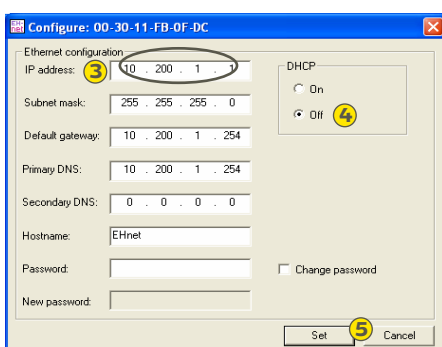 EH-net Configure: 00-30-11-FB-0F-DC
Ethernet configuration
IP address: 3 10 . 200 . 1 . 1
DHCP
On
Subnet mask: 255 . 255 . 255 . 0
Off 4
Default gateway: 10 . 200 . 1 . 254
Primary DNS: 10 . 200 . 1 . 254
Secondary DNS: 0 . 0 . 0 . 0
Hostname: EHnet
Password: Change password
New password:
Set 5 Cancel